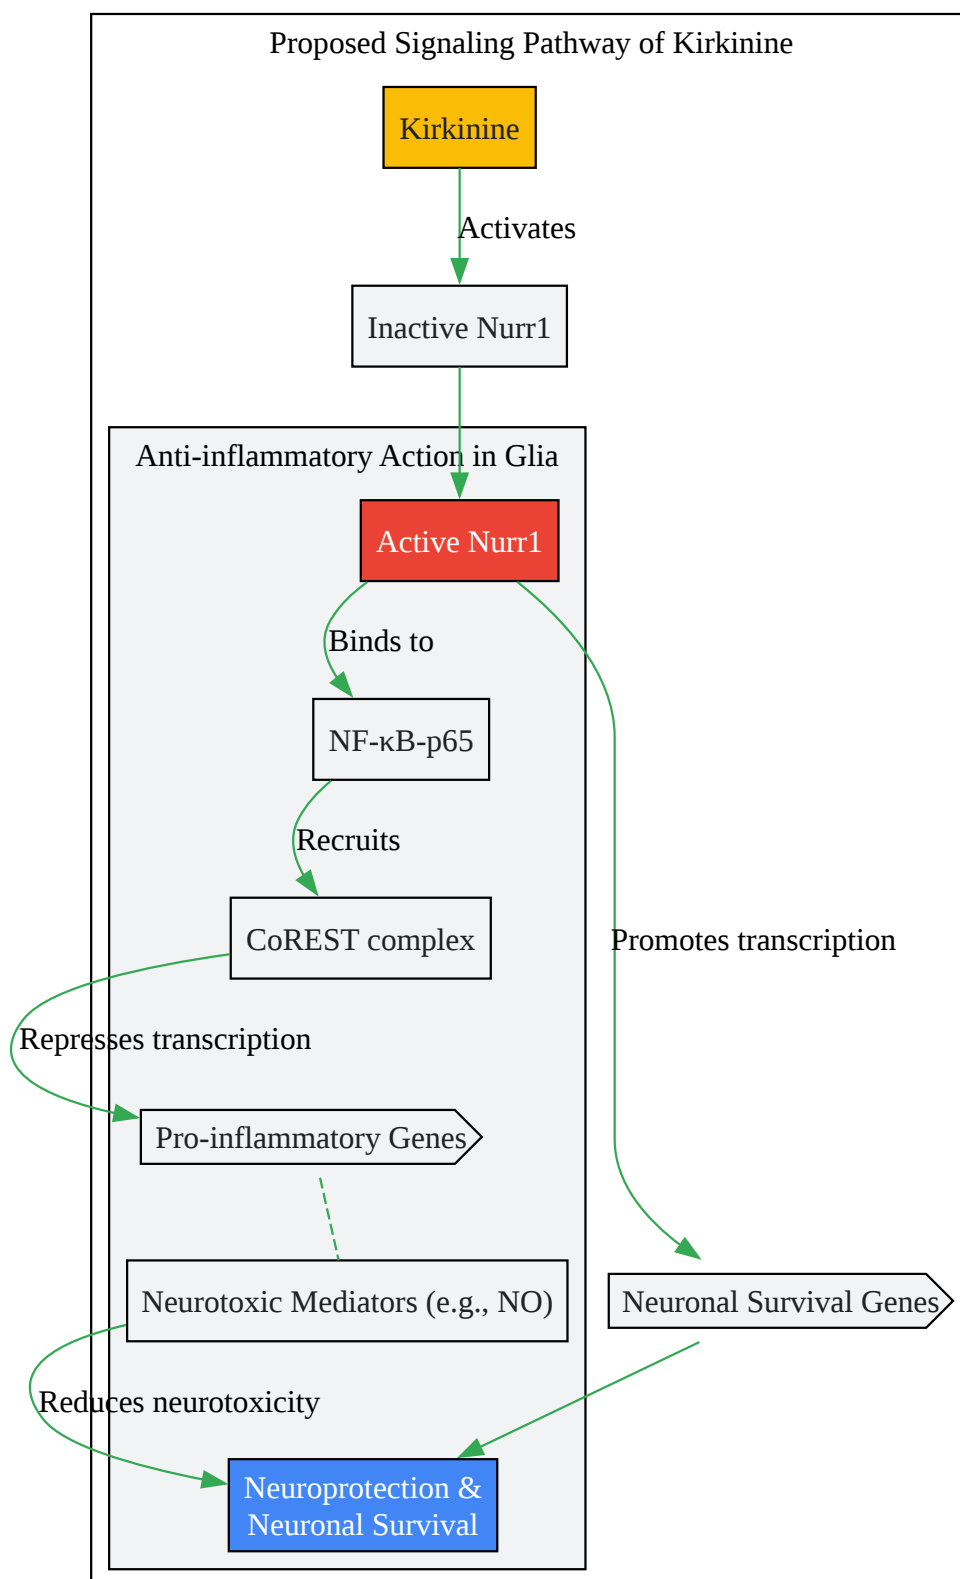 Proposed Signaling Pathway of Kirkinine
Kirkinine
Activates
Inactive Nurr1
Anti-inflammatory Action in Glia
Active Nurr1
Binds to
NF-κB-p65
Recruits
CoREST complex
Promotes transcription
Represses transcription
Pro-inflammatory Genes
Neurotoxic Mediators (e.g., NO)
Neuronal Survival Genes
Reduces neurotoxicity
Neuroprotection &
Neuronal Survival